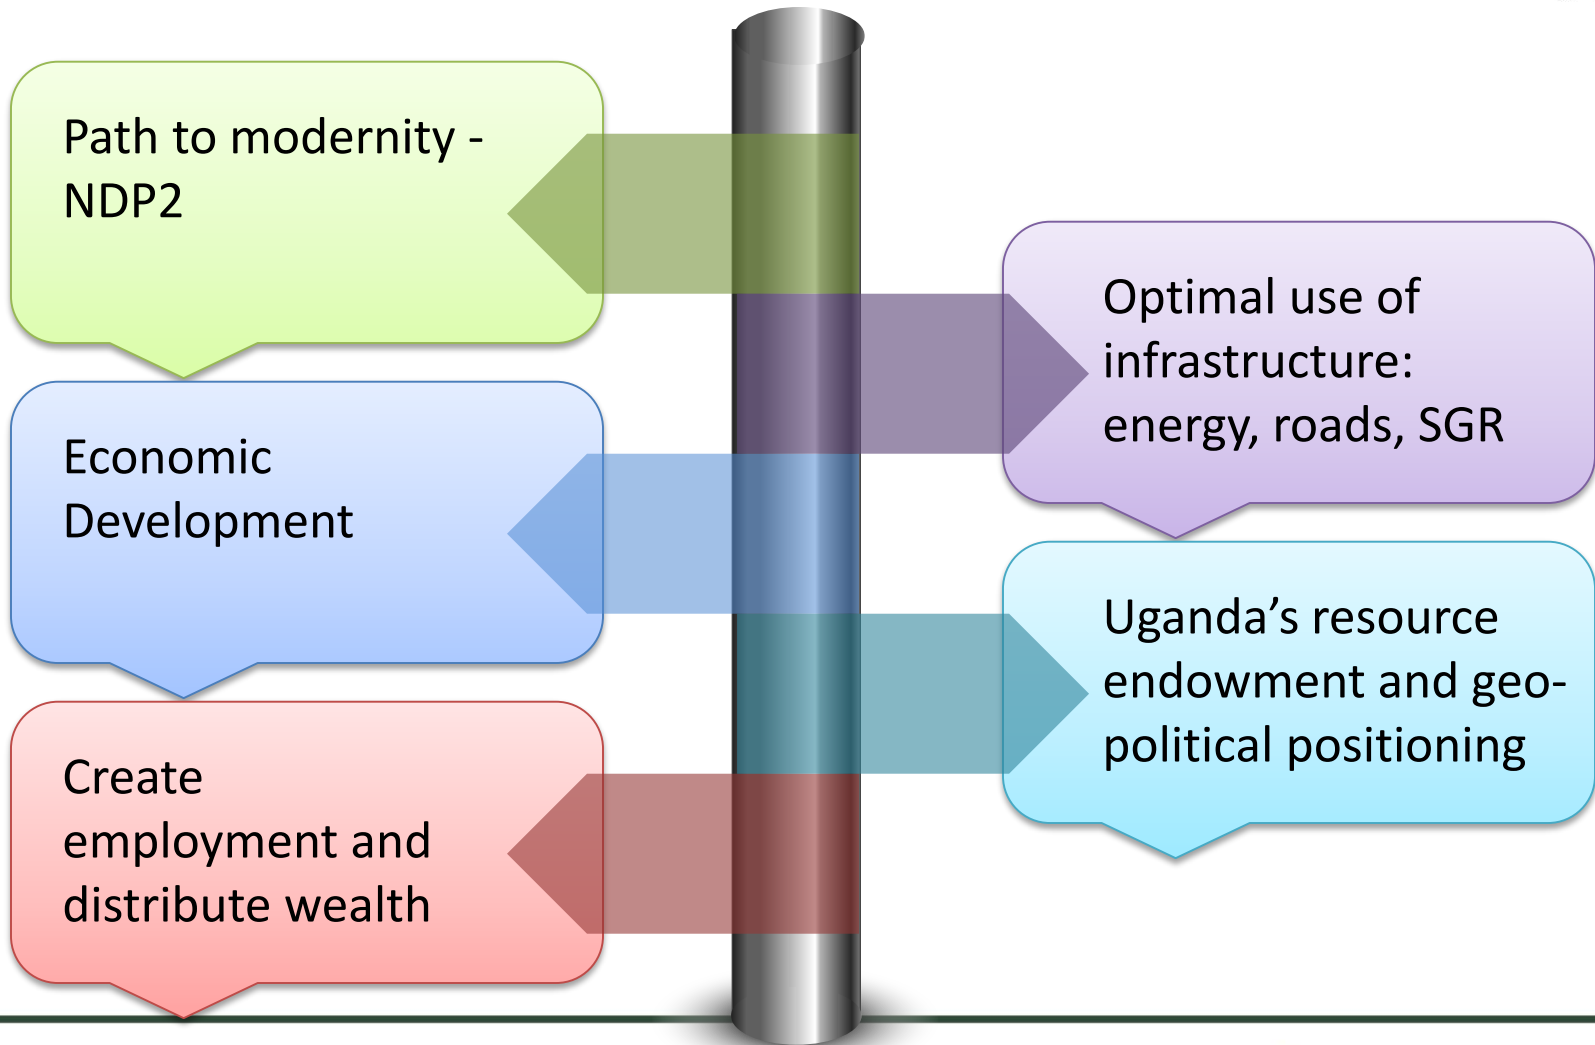 Path to modernity -
NDP2
Optimal use of
infrastructure:
energy, roads, SGR
Economic
Development
Uganda’s resource
endowment and geo-
political positioning
Create
employment and
distribute wealth